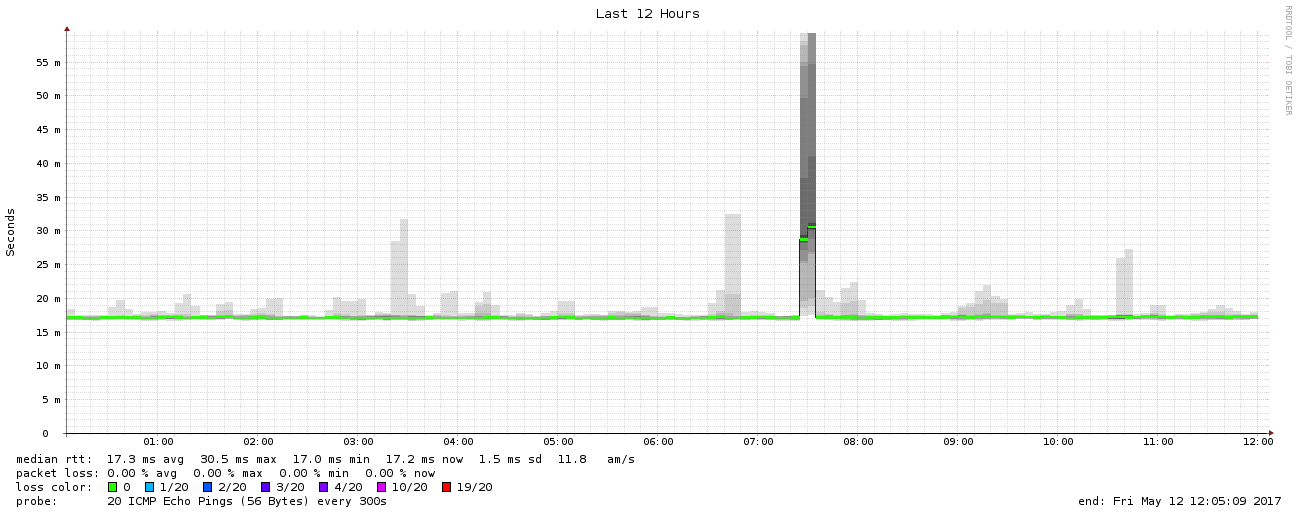 Last 12 Hours
RRDTOOL / TOBI OETIKER
Seconds
55 m
50 m
45 m
40 m
35 m
30 m
25 m
20 m
15 m
10 m
5 m
0
01:00 02:00 03:00 04:00 05:00 06:00 07:00 08:00 09:00 10:00 11:00 12:00
median rtt: 17.3 ms avg 30.5 ms max 17.0 ms min 17.2 ms now 1.5 ms sd 11.8 am/s
packet loss: 0.00 % avg 0.00 % max 0.00 % min 0.00 % now
loss color: 0 1/20 2/20 3/20 4/20 10/20 19/20
probe: 20 ICMP Echo Pings (56 Bytes) every 300s
end: Fri May 12 12:05:09 2017